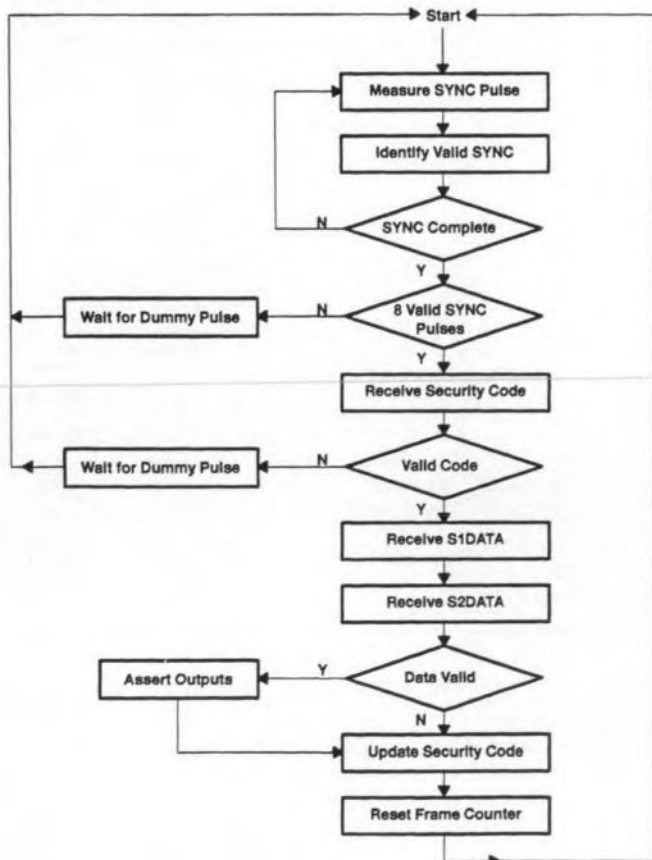 Start
Measure SYNC Pulse
Identify Valid SYNC
N
SYNC Complete
Y
Wait for Dummy Pulse
N
8 Valid SYNC
Pulses
Y
Receive Security Code
Wait for Dummy Pulse
N
Valid Code
Y
Receive S1DATA
Receive S2DATA
Assert Outputs
Y
Data Valid
N
Update Security Code
Reset Frame Counter